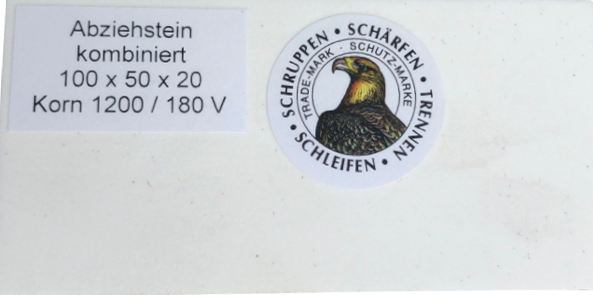 Abziehstein
kombiniert
100 x 50 x 20
Korn 1200 / 180 V
SCHRUPPEN • SCHÄRFEN • TRENNEN • SCHLEIFEN •
TRADE-MARK · SCHUTZ-MARKE